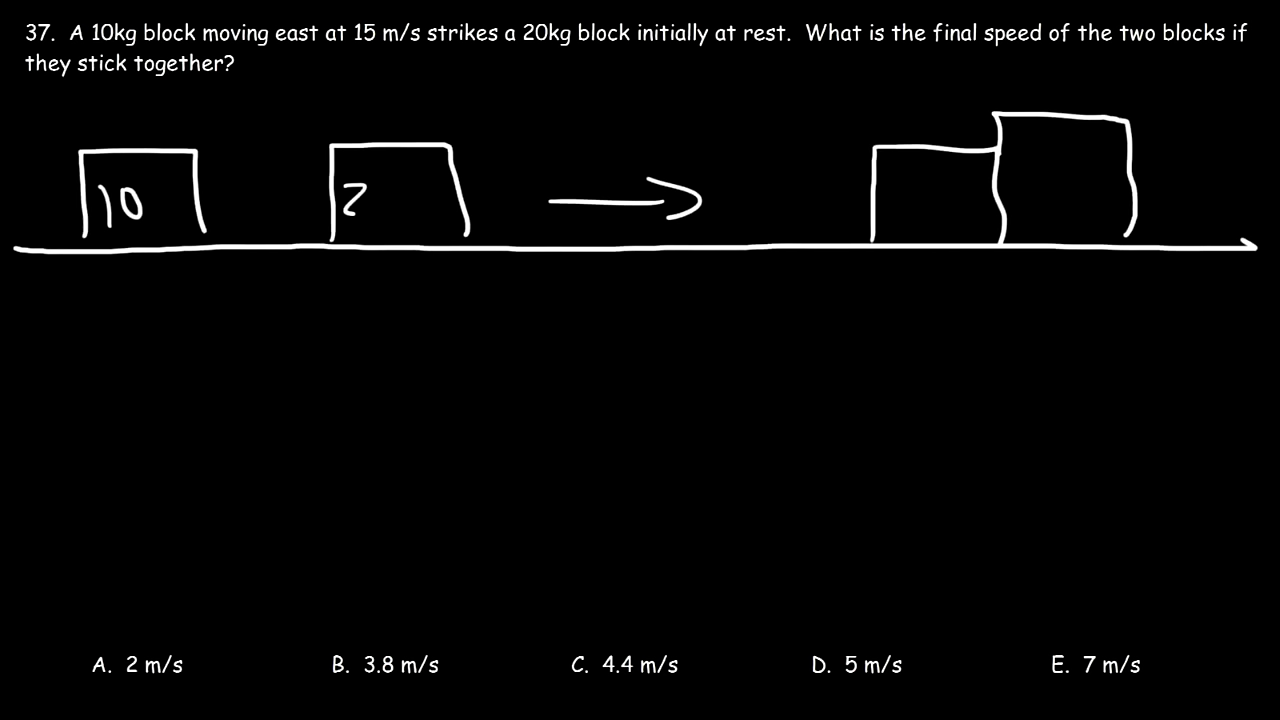 37. A 10kg block moving east at 15 m/s strikes a 20kg block initially at rest. What is the final speed of the two blocks if
they stick together?
10 2
A. 2 m/s B. 3.8 m/s C. 4.4 m/s D. 5 m/s E. 7 m/s